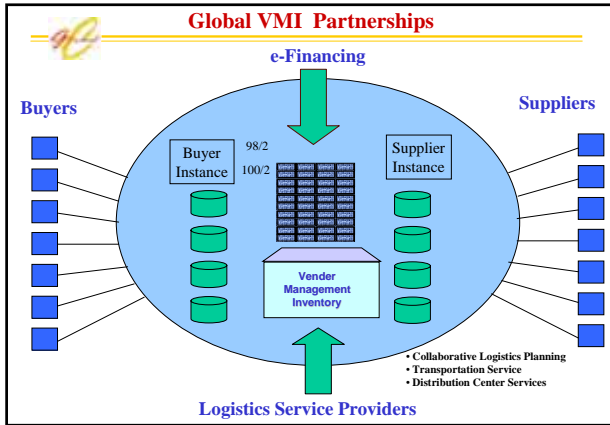 Global VMI Partnerships
e-Financing
Buyers
Suppliers
Buyer
Instance
98/2
100/2
Supplier
Instance
Vender
Management
Inventory
• Collaborative Logistics Planning
• Transportation Service
• Distribution Center Services
Logistics Service Providers